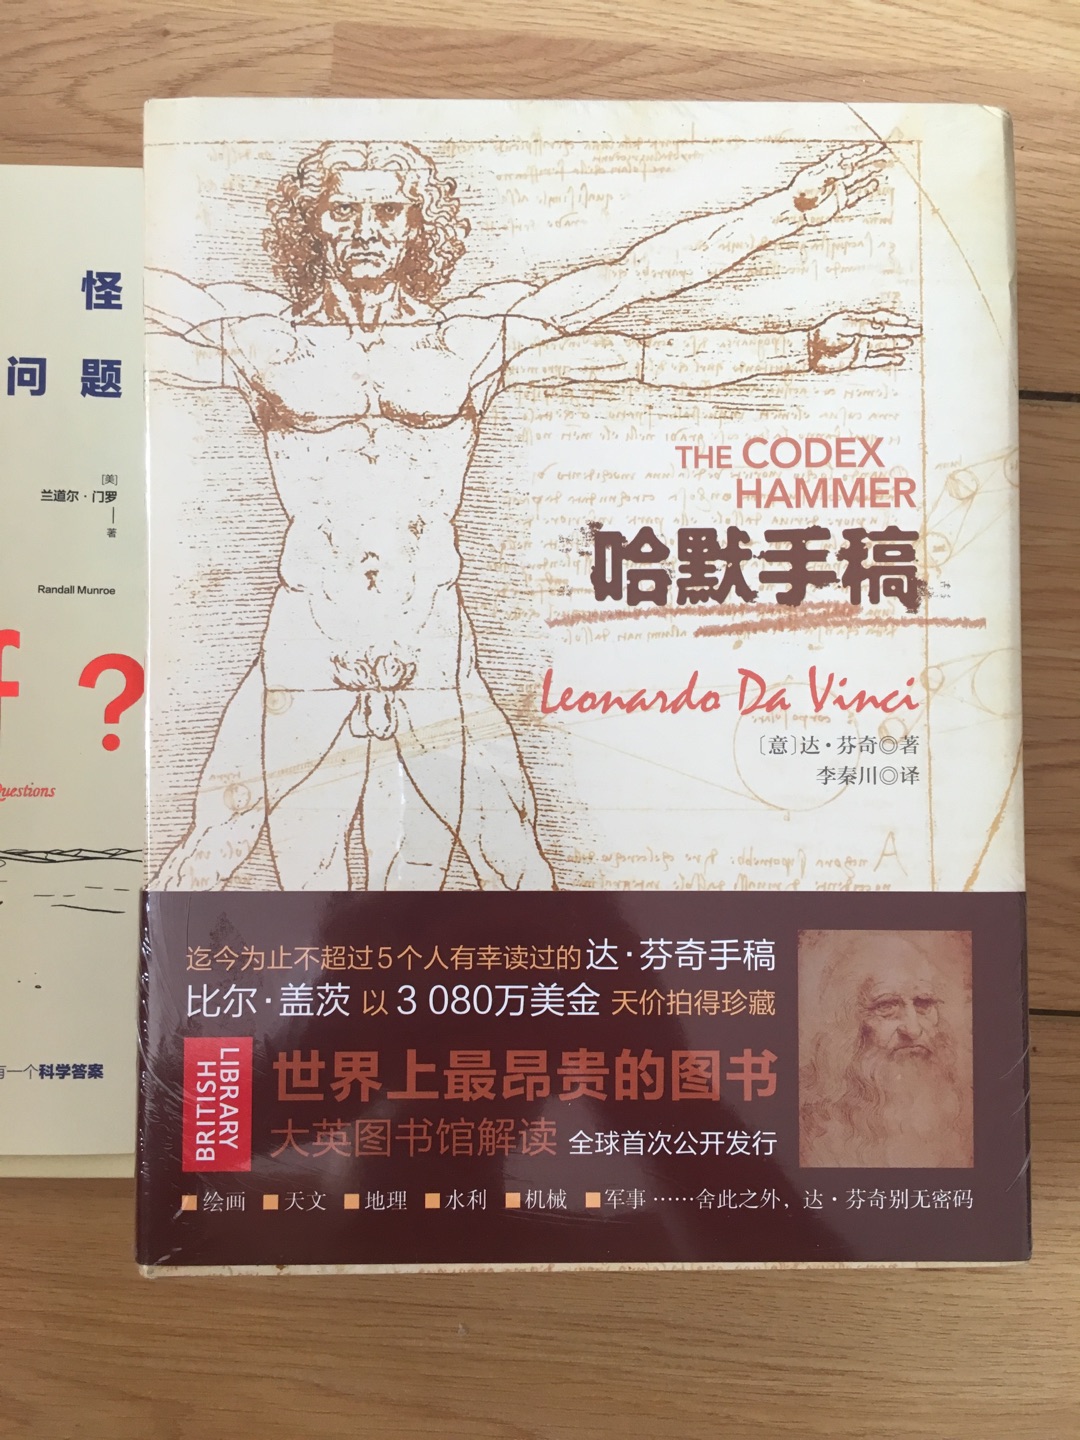 怪
问 题
[美]
兰道尔·门罗
著
Randall Munroe
f ?
Questions
有一个科学答案
THE CODEX
HAMMER
哈默手稿
Leonardo Da Vinci
〔意〕达·芬奇◎著
李秦川◎译
迄今为止不超过5个人有幸读过的达·芬奇手稿
比尔·盖茨 以 3 080万美金 天价拍得珍藏
BRITISH
LIBRARY
世界上最昂贵的图书
大英图书馆解读 全球首次公开发行
■绘画 ■天文 ■地理 ■水利 ■机械 ■军事 ……舍此之外，达·芬奇别无密码